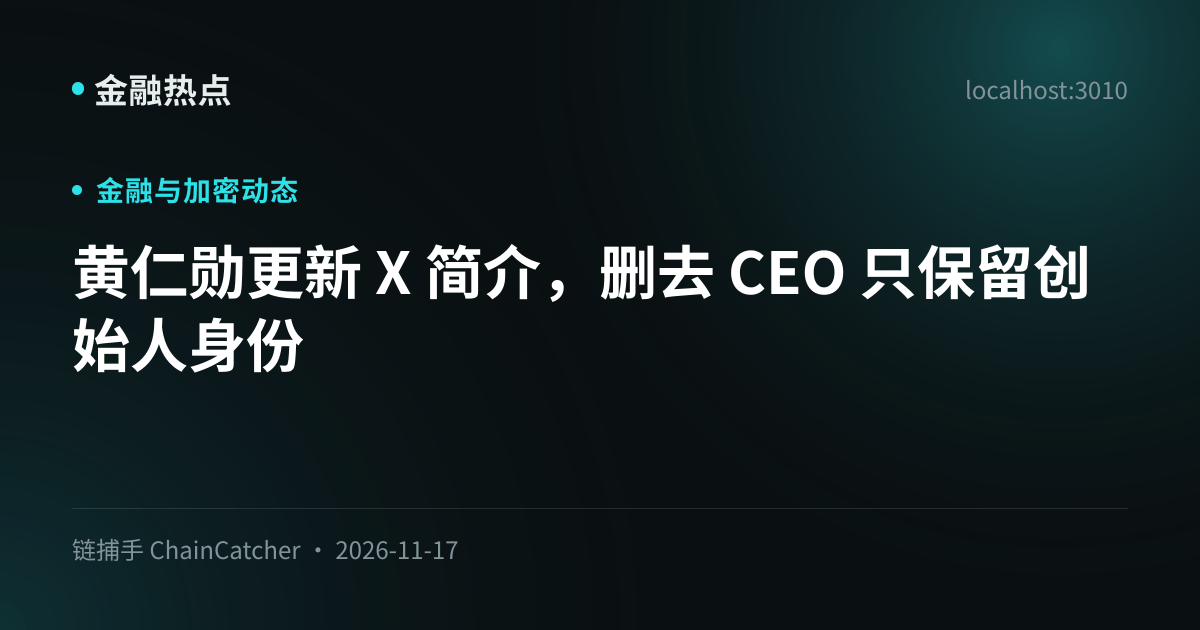 金融热点
localhost:3010
金融与加密动态
黄仁勋更新 X 简介，删去 CEO 只保留创
始人身份
链捕手 ChainCatcher · 2026-11-17